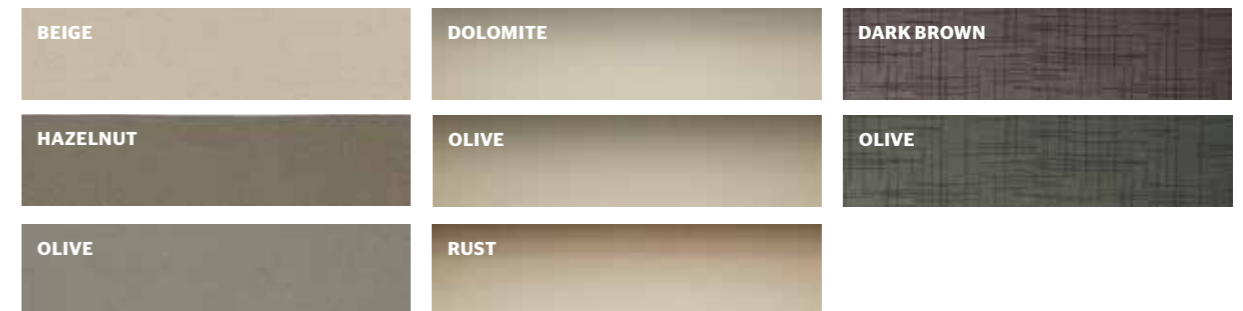 BEIGE
DOLOMITE
DARK BROWN
HAZELNUT
OLIVE
OLIVE
OLIVE
RUST